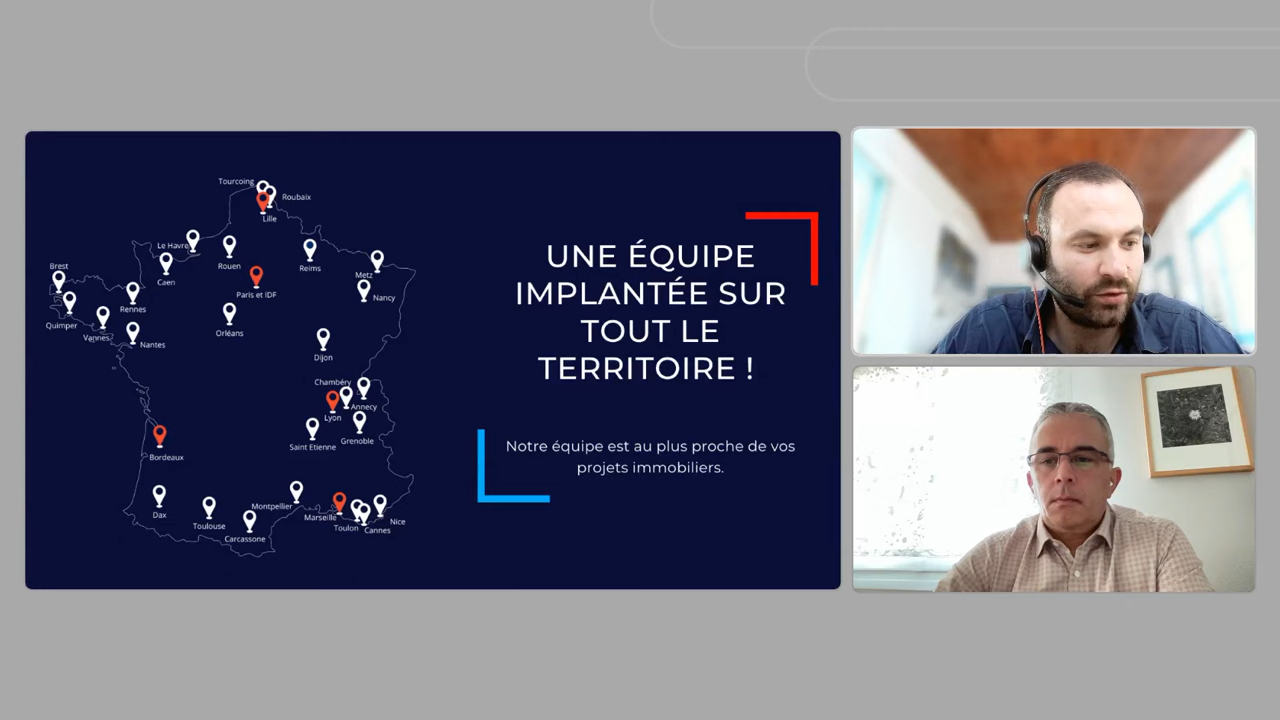 Tourcoing
Roubaix
Lille
Le Havre
Rouen
Reims
Metz
Brest
Caen
Paris et IDF
Nancy
Rennes
Quimper
Vannes
Nantes
Orléans
Dijon
Chambéry
Annecy
Lyon
Saint Etienne
Grenoble
Bordeaux
Dax
Toulouse
Montpellier
Carcassonne
Marseille
Toulon
Cannes
Nice
UNE ÉQUIPE
IMPLANTÉE SUR
TOUT LE
TERRITOIRE !
Notre équipe est au plus proche de vos
projets immobiliers.